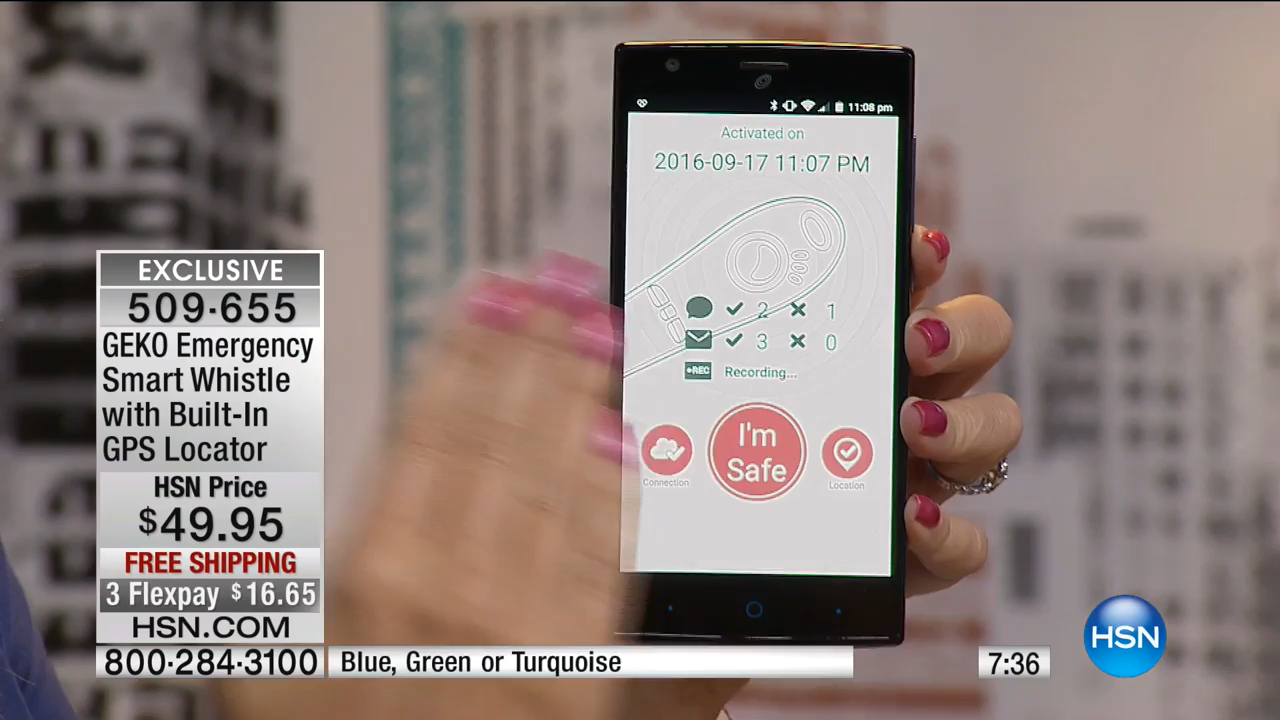 EXCLUSIVE
509·655
GEKO Emergency
Smart Whistle
with Built-In
GPS Locator
HSN Price
$49.95
FREE SHIPPING
3 Flexpay $16.65
HSN.COM
800·284·3100
Blue, Green or Turquoise
7:36
HSN
11:08 pm
Activated on
2016-09-17 11:07 PM
2 1
3 0
REC Recording...
I'm
Safe
Connection
Location